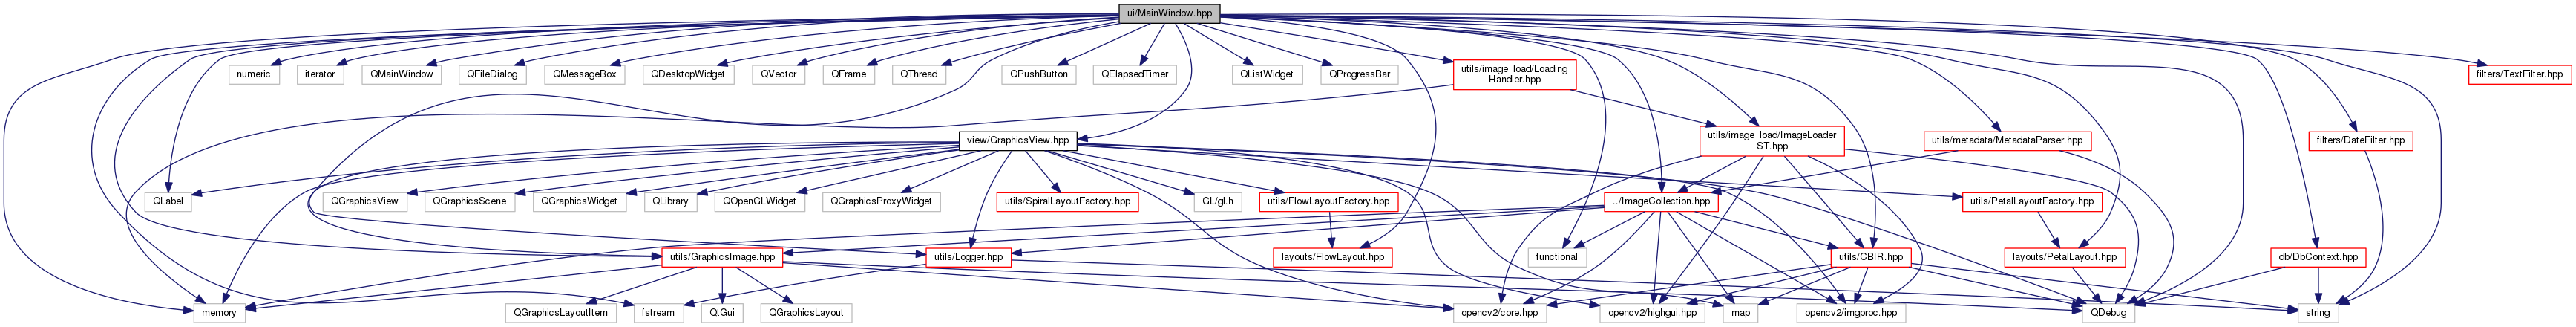 ui/MainWindow.hpp
numeric
iterator
QMainWindow
QFileDialog
QMessageBox
QDesktopWidget
QVector
QFrame
QThread
QPushButton
QElapsedTimer
QListWidget
QProgressBar
utils/image_load/Loading
Handler.hpp
filters/TextFilter.hpp
view/GraphicsView.hpp
utils/image_load/ImageLoader
ST.hpp
utils/metadata/MetadataParser.hpp
filters/DateFilter.hpp
QLabel
QGraphicsView
QGraphicsScene
QGraphicsWidget
QLibrary
QOpenGLWidget
QGraphicsProxyWidget
utils/SpiralLayoutFactory.hpp
GL/gl.h
utils/FlowLayoutFactory.hpp
../ImageCollection.hpp
utils/PetalLayoutFactory.hpp
utils/GraphicsImage.hpp
utils/Logger.hpp
layouts/FlowLayout.hpp
functional
utils/CBIR.hpp
layouts/PetalLayout.hpp
db/DbContext.hpp
memory
QGraphicsLayoutItem
fstream
QtGui
QGraphicsLayout
opencv2/core.hpp
opencv2/highgui.hpp
map
opencv2/imgproc.hpp
QDebug
string